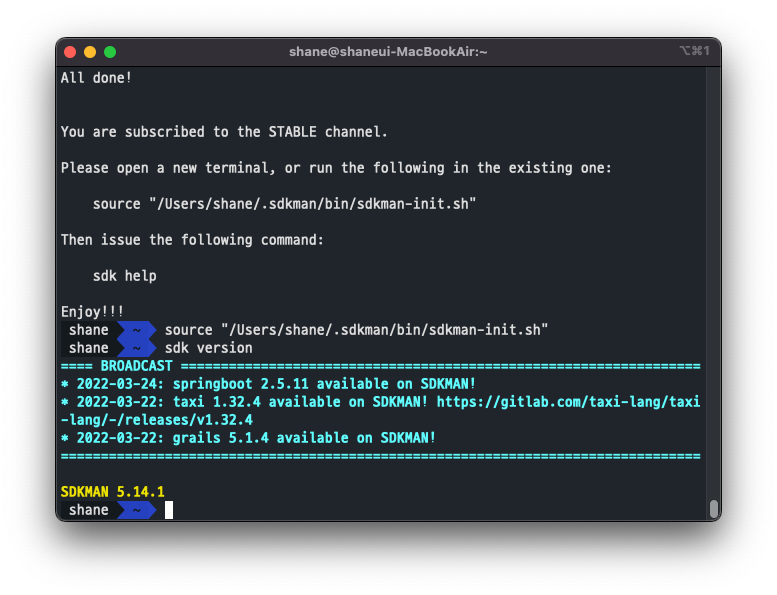 shane@shaneui-MacBookAir:~
⌥⌘1
All done!
You are subscribed to the STABLE channel.
Please open a new terminal, or run the following in the existing one:
source "/Users/shane/.sdkman/bin/sdkman-init.sh"
Then issue the following command:
sdk help
Enjoy!!!
shane ~ source "/Users/shane/.sdkman/bin/sdkman-init.sh"
shane ~ sdk version
==== BROADCAST =================================================================
* 2022-03-24: springboot 2.5.11 available on SDKMAN!
* 2022-03-22: taxi 1.32.4 available on SDKMAN! https://gitlab.com/taxi-lang/taxi
-lang/-/releases/v1.32.4
* 2022-03-22: grails 5.1.4 available on SDKMAN!
================================================================================
SDKMAN 5.14.1
shane ~